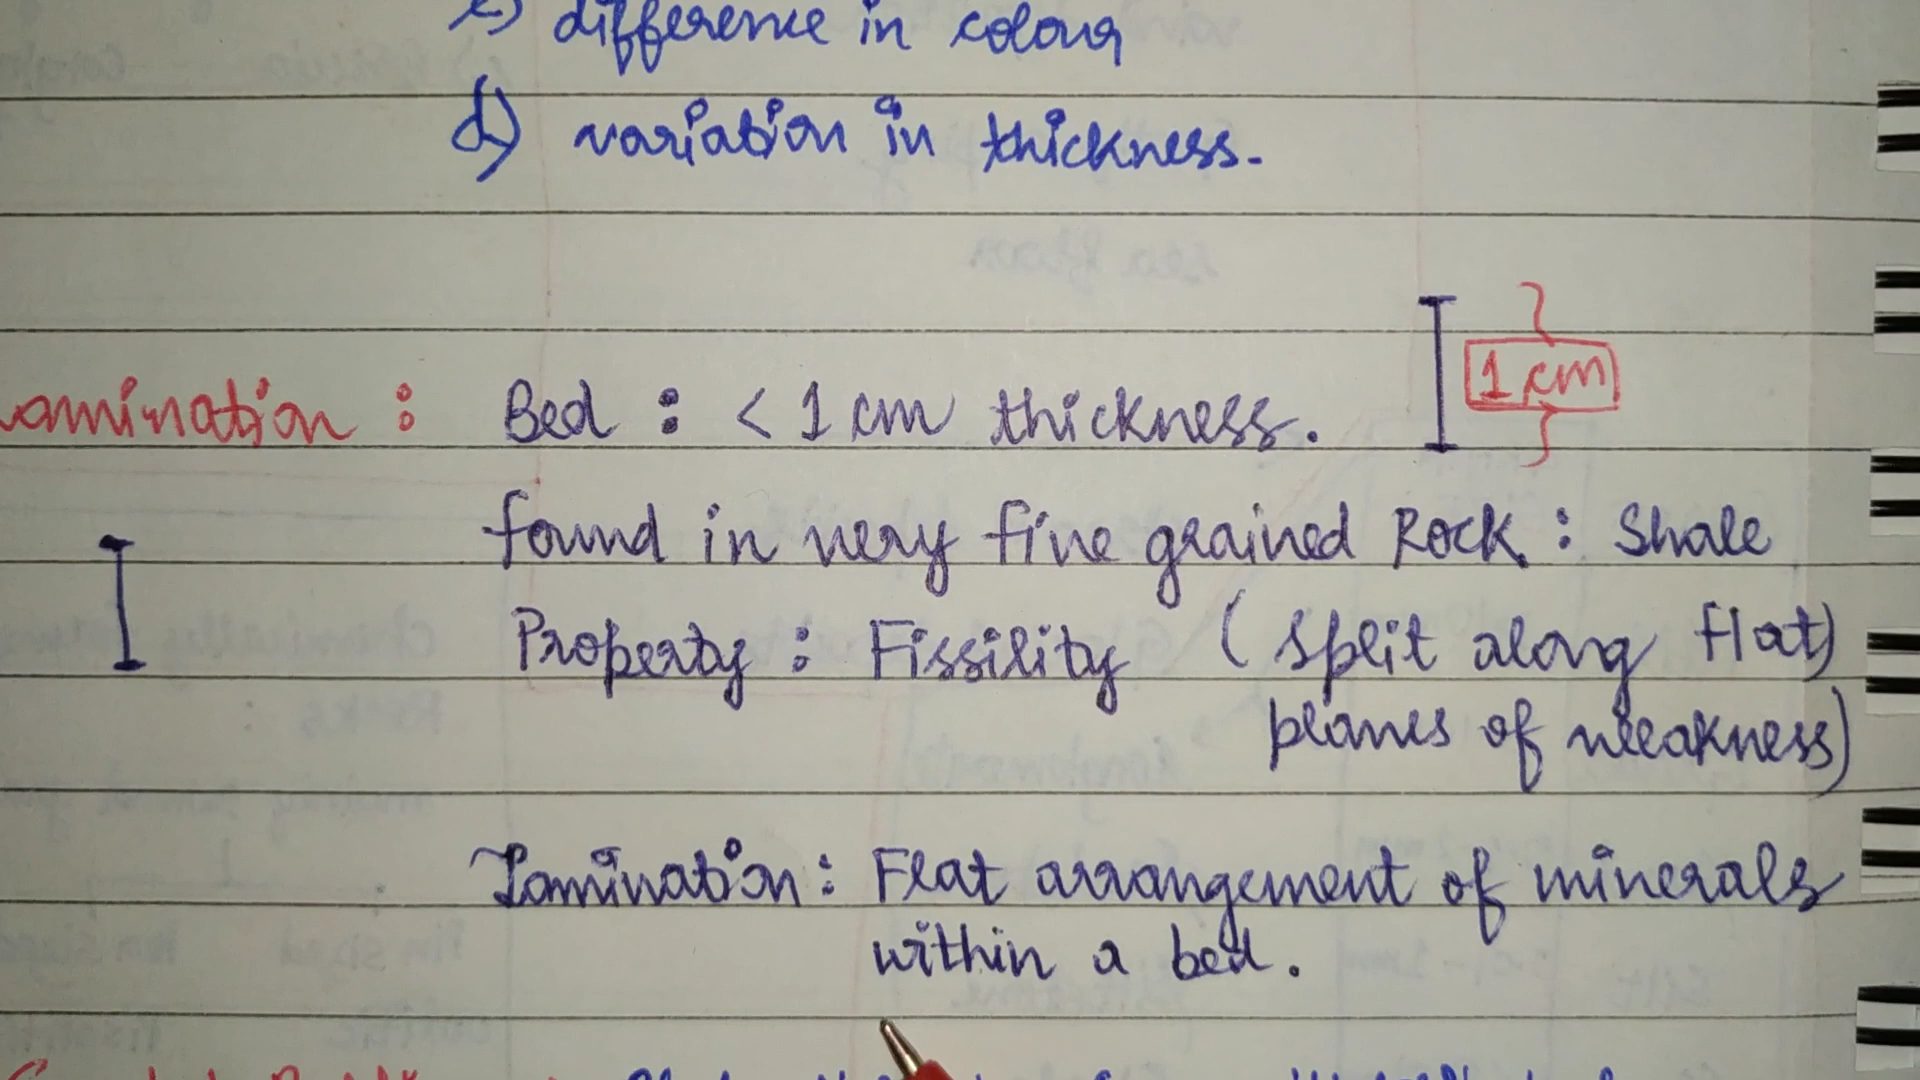 c) difference in colour
d) variation in thickness.
Lamination : Bed : < 1 cm thickness. 1 cm
found in very fine grained Rock : Shale
Property : Fissility (split along flat)
planes of weakness)
Lamination : Flat arrangement of minerals
within a bed.